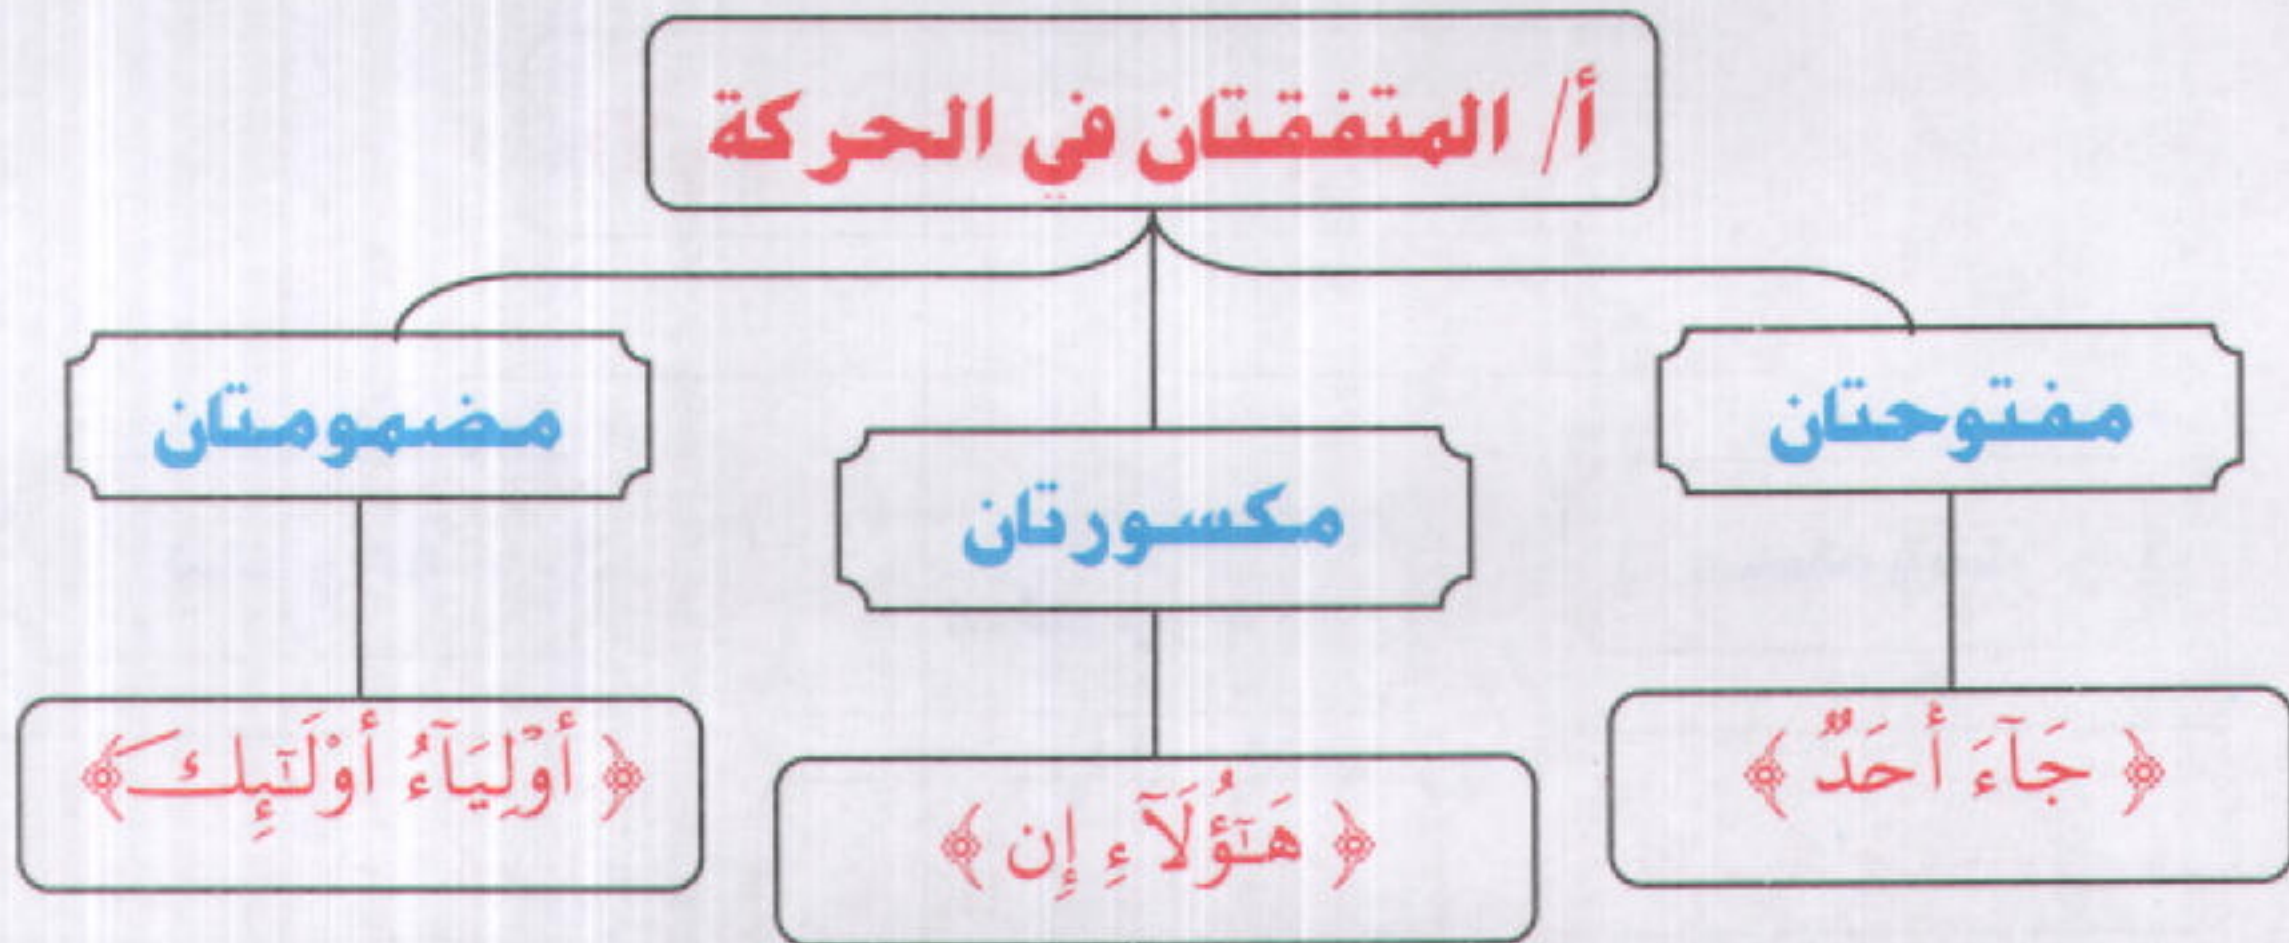 أ/ المتفقتان في الحركة
مفتوحتان
مكسورتان
مضمومتان
﴿ جَآءَ أَحَدٌ ﴾
﴿ هَـٰٓؤُلَآءِ إِن ﴾
﴿ أَوْلِيَآءُ أُوْلَـٰٓئِكَ ﴾